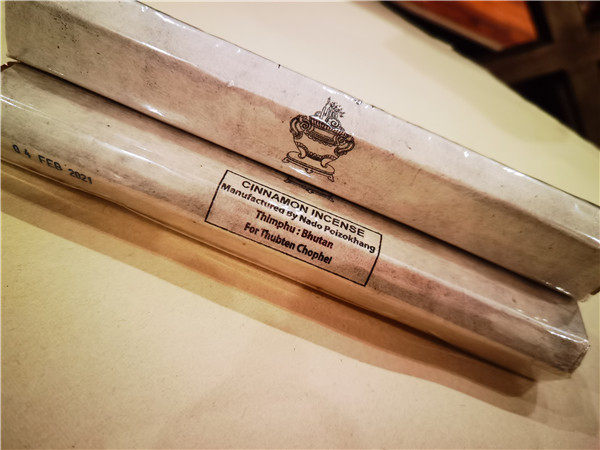 04 FEB 2021
CINNAMON INCENSE
Manufactured By Nado Poizokhang
Thimphu : Bhutan
For Thubten Chophel